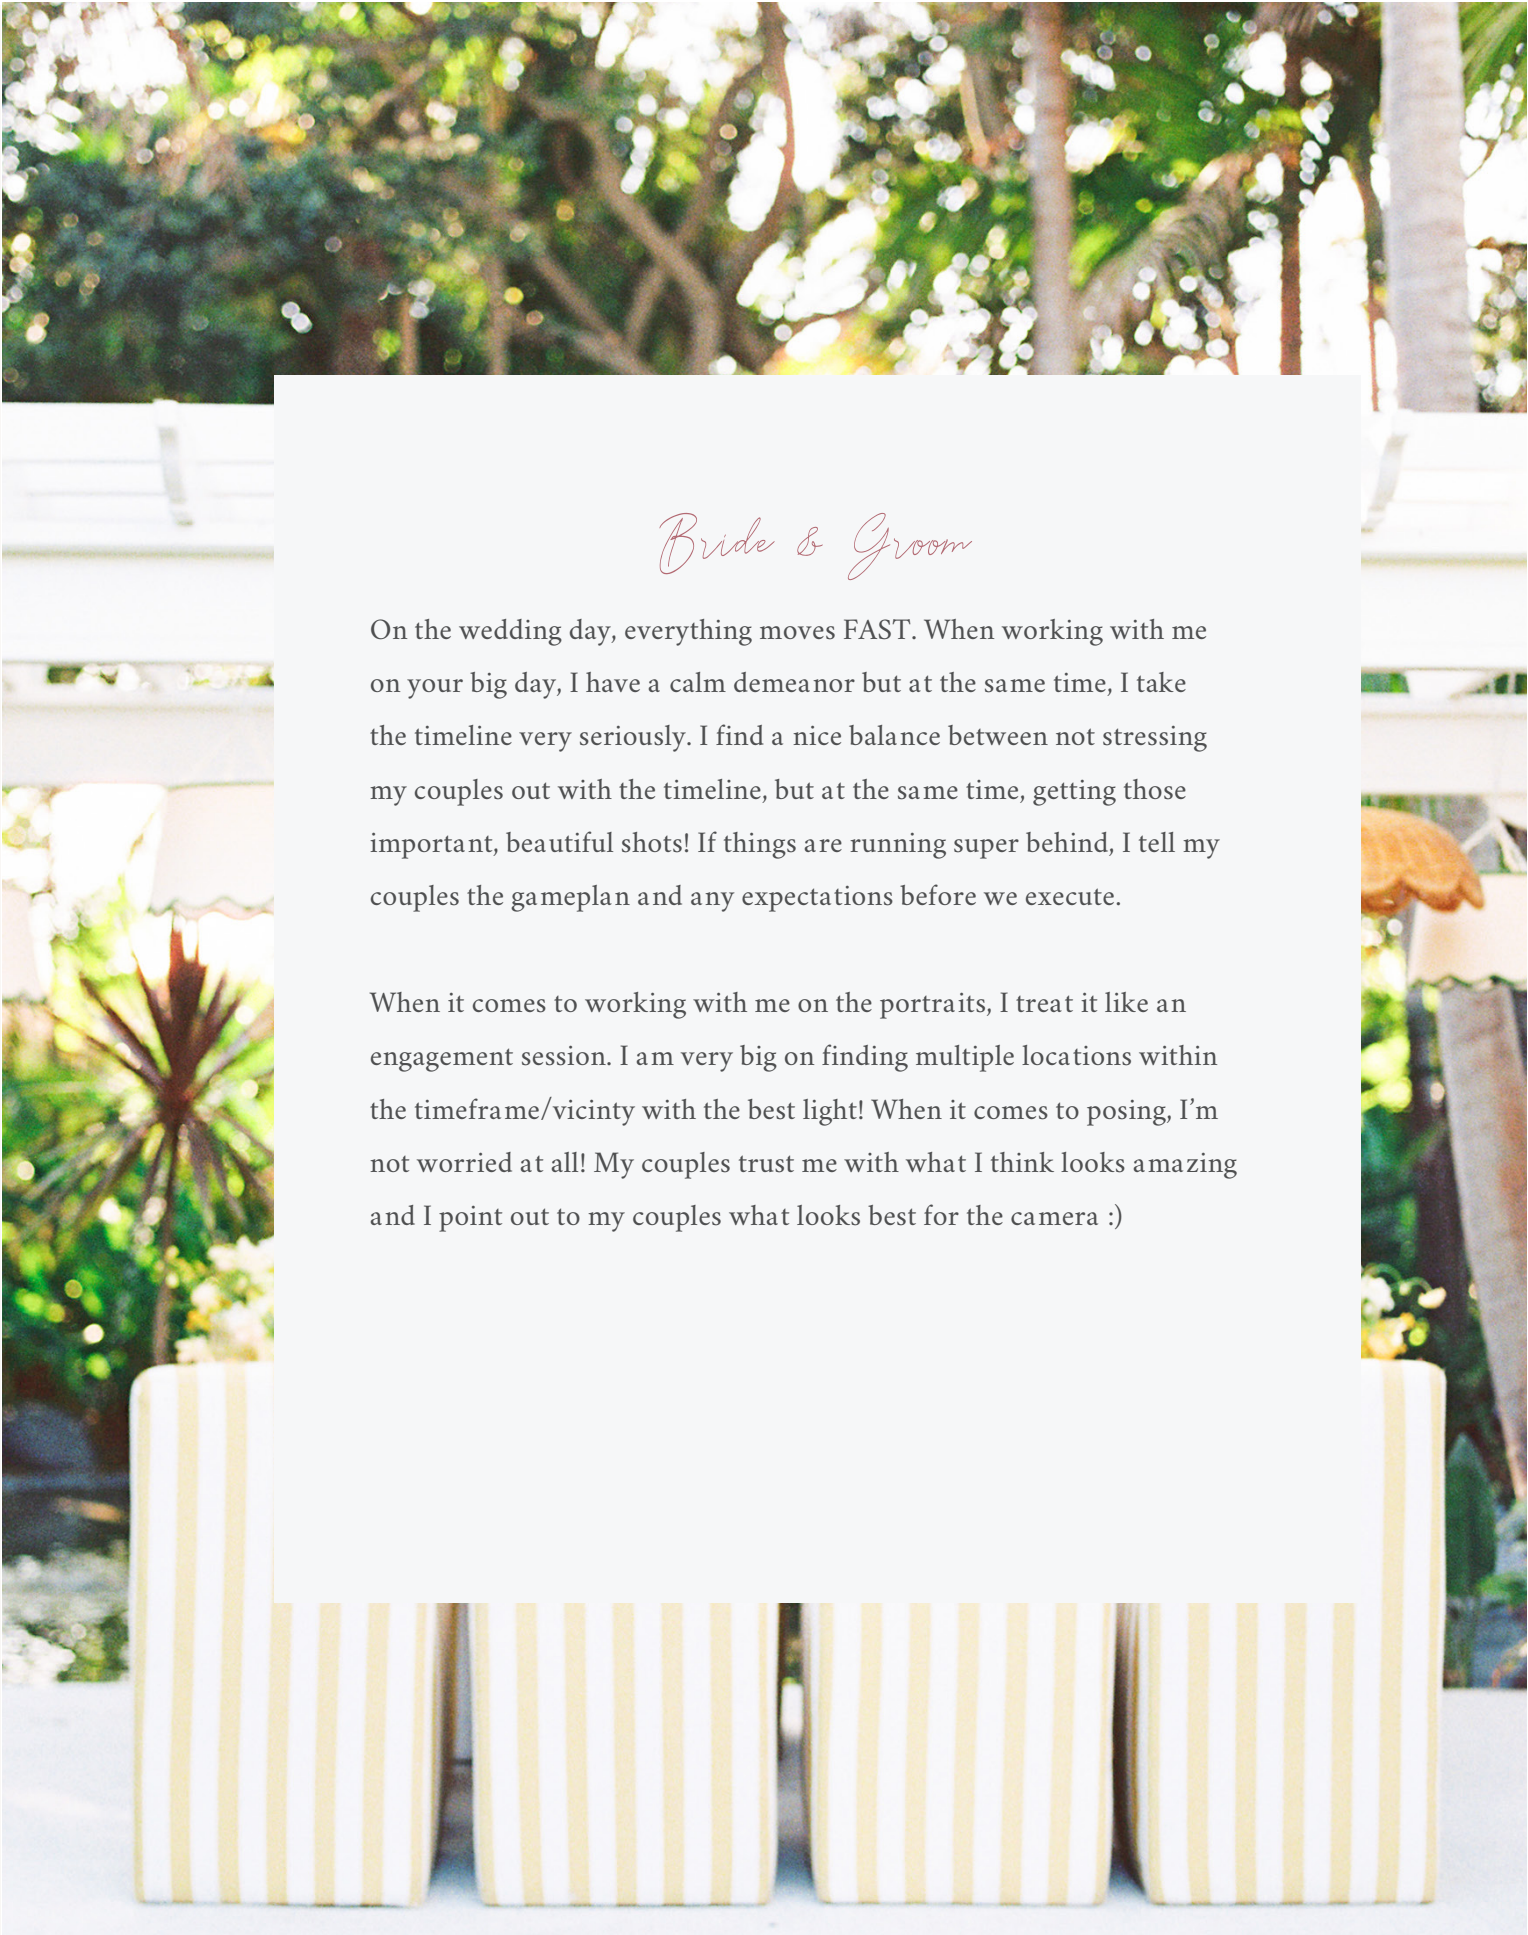 Bride & Groom
On the wedding day, everything moves FAST. When working with me
on your big day, I have a calm demeanor but at the same time, I take
the timeline very seriously. I find a nice balance between not stressing
my couples out with the timeline, but at the same time, getting those
important, beautiful shots! If things are running super behind, I tell my
couples the gameplan and any expectations before we execute.
When it comes to working with me on the portraits, I treat it like an
engagement session. I am very big on finding multiple locations within
the timeframe/vicinty with the best light! When it comes to posing, I’m
not worried at all! My couples trust me with what I think looks amazing
and I point out to my couples what looks best for the camera :)